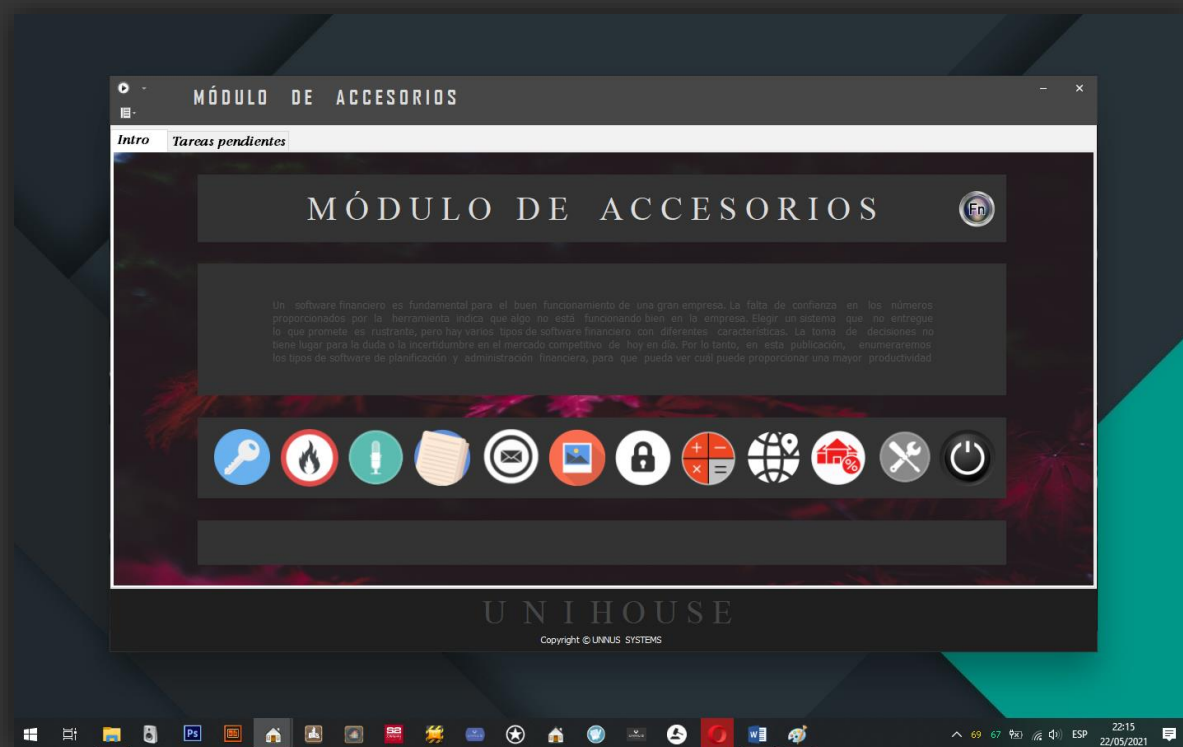 MÓDULO DE ACCESORIOS
Intro Tareas pendientes
MÓDULO DE ACCESORIOS
Fn
Un software financiero es fundamental para el buen funcionamiento de una gran empresa. La falta de confianza en los números
proporcionados por la herramienta indica que algo no está funcionando bien en la empresa. Elegir un sistema que no entregue
lo que promete es rustrante, pero hay varios tipos de software financiero con diferentes características. La toma de decisiones no
tiene lugar para la duda o la incertidumbre en el mercado competitivo de hoy en día. Por lo tanto, en esta publicación, enumeraremos
los tipos de software de planificación y administración financiera, para que pueda ver cuál puede proporcionar una mayor productividad
UNIHOUSE
Copyright © UNNUS SYSTEMS
Ps
69 67 ESP 22:15
22/05/2021